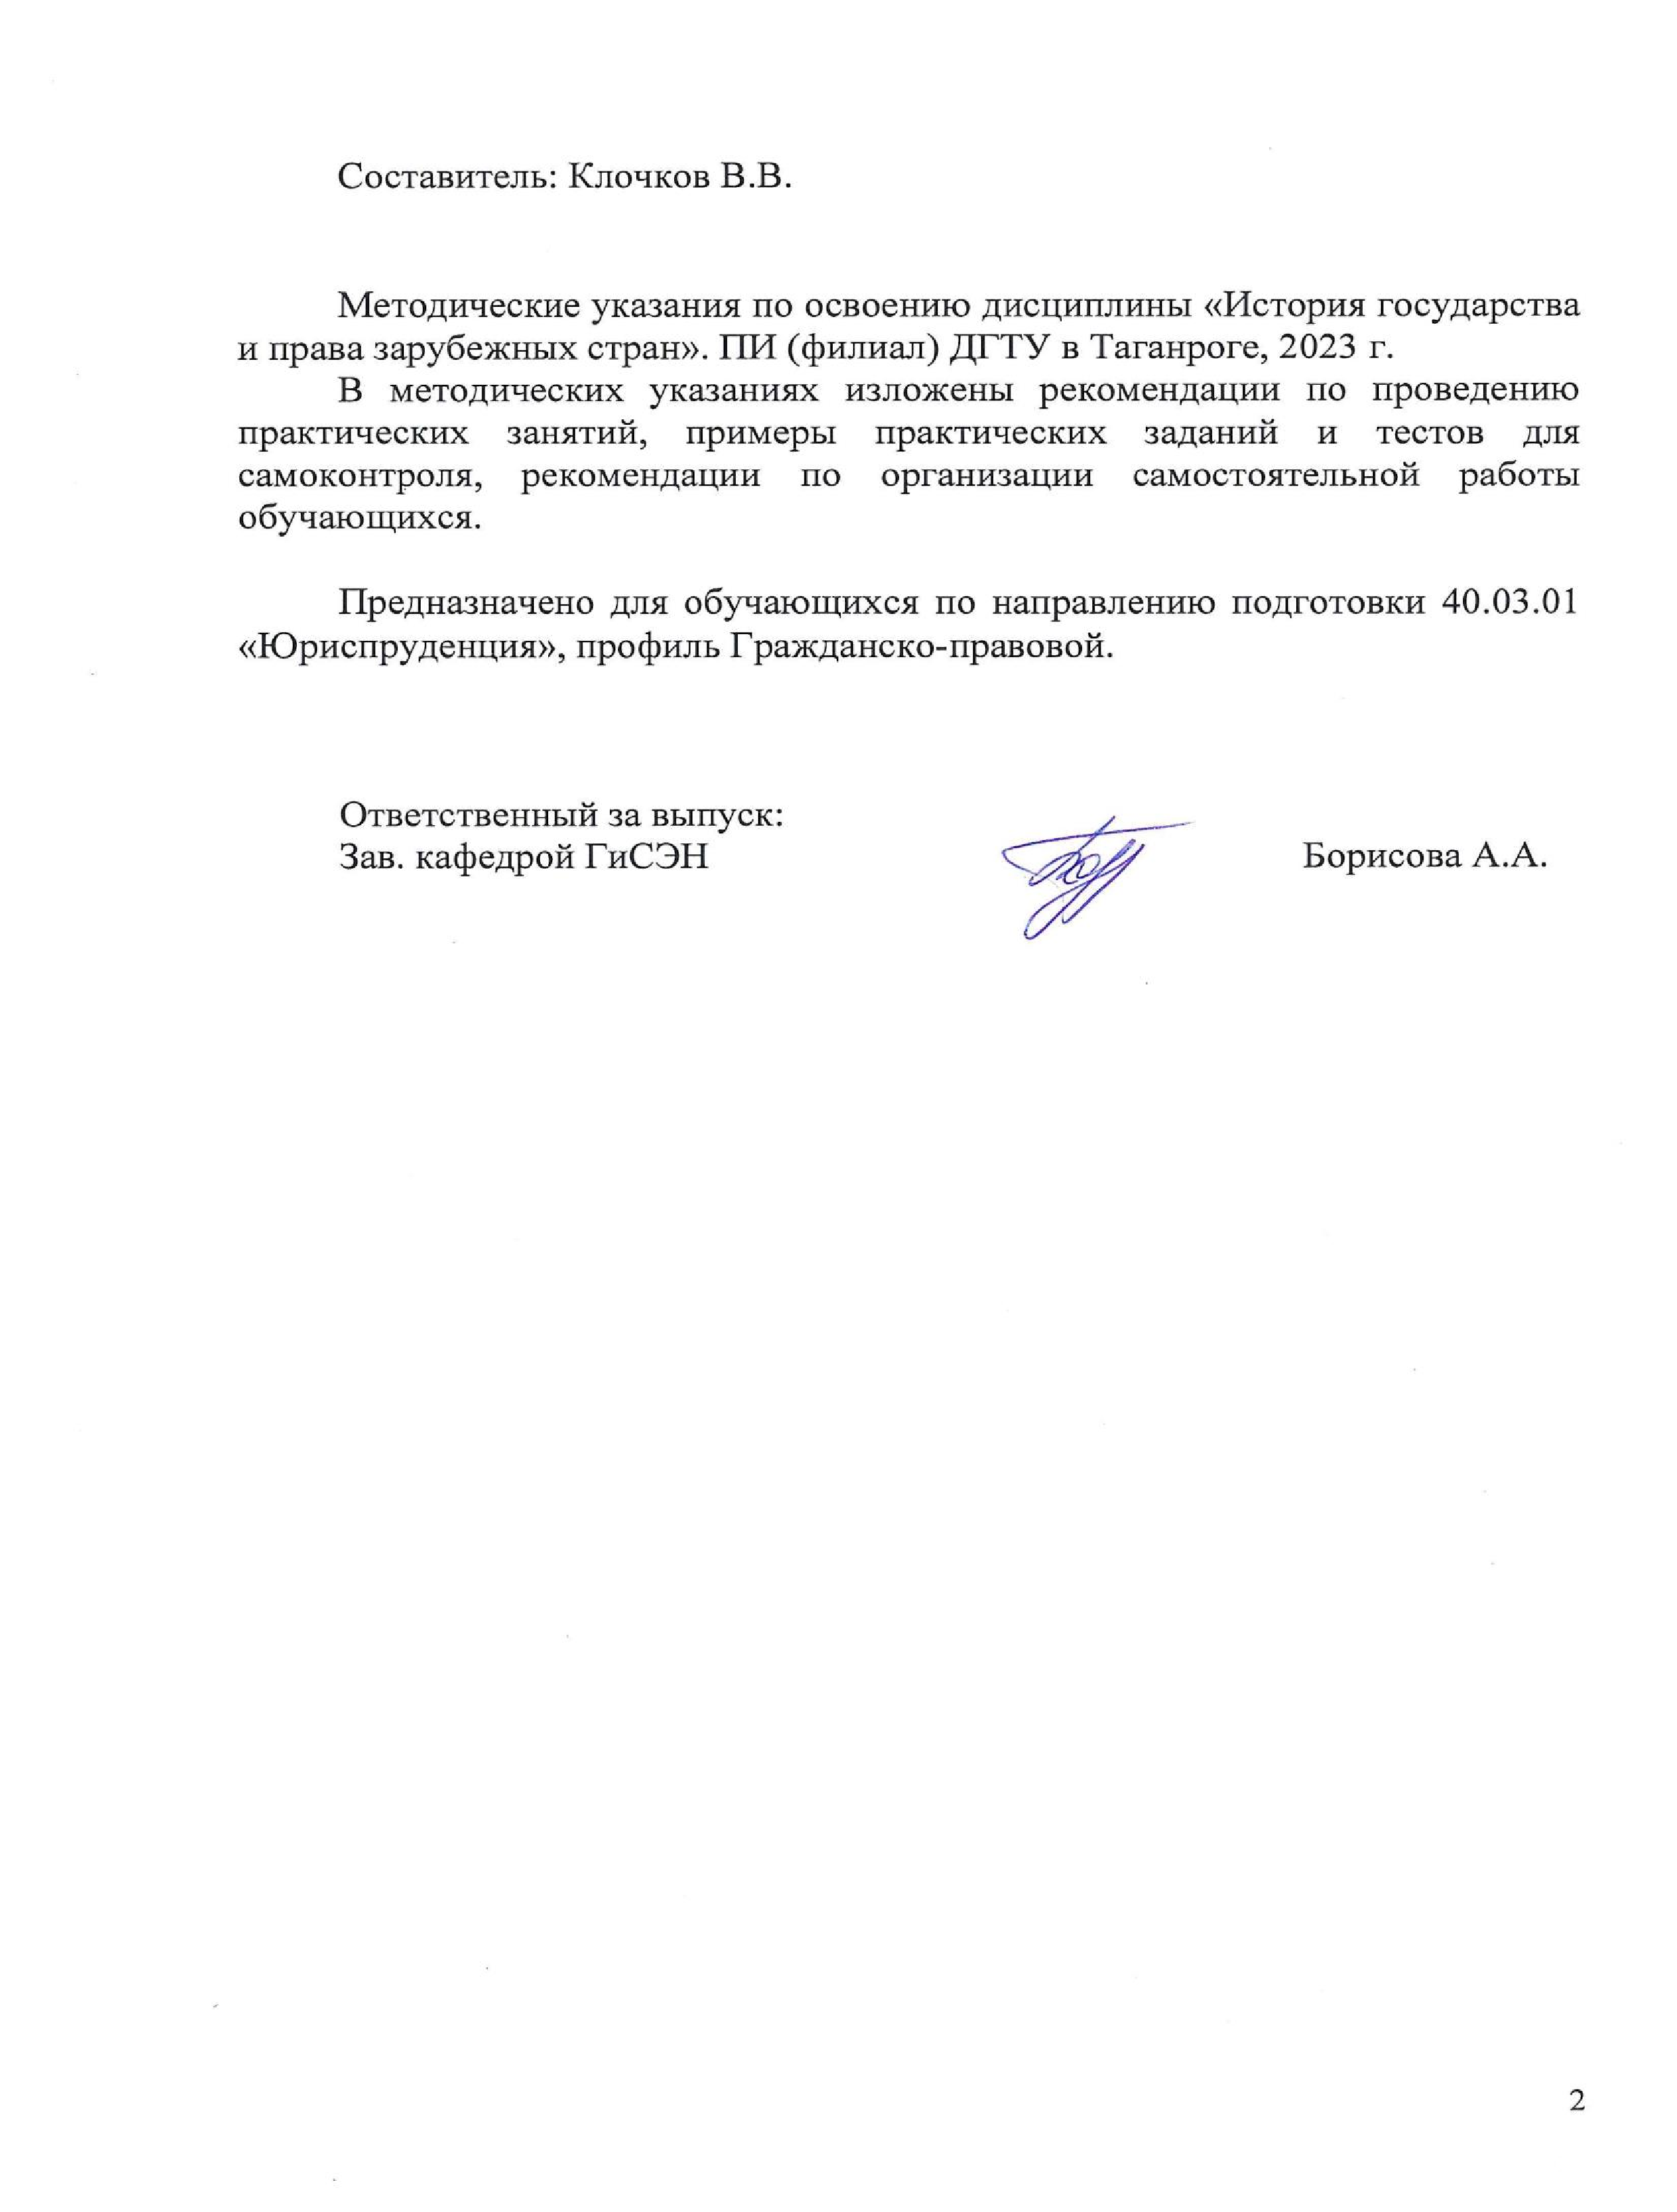 Составитель: Клочков В.В.
Методические указания по освоению дисциплины «История государства
и права зарубежных стран». ПИ (филиал) ДГТУ в Таганроге, 2023 г.
В методических указаниях изложены рекомендации по проведению
практических занятий, примеры практических заданий и тестов для
самоконтроля, рекомендации по организации самостоятельной работы
обучающихся.
Предназначено для обучающихся по направлению подготовки 40.03.01
«Юриспруденция», профиль Гражданско-правовой.
Ответственный за выпуск:
Зав. кафедрой ГиСЭН Борисова А.А.
2